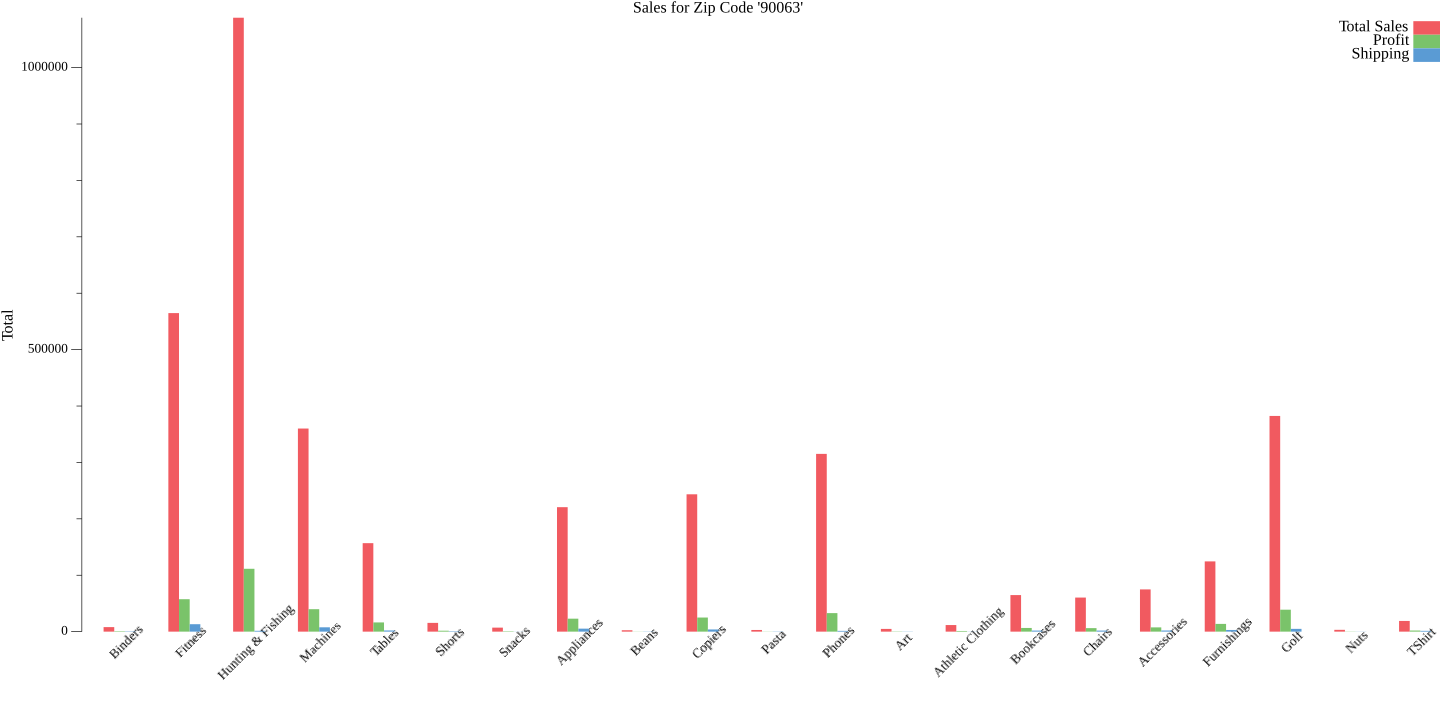 Sales for Zip Code '90063'
Total Sales
Profit
Shipping
Total
1000000
500000
0
Binders
Fitness
Hunting & Fishing
Machines
Tables
Shorts
Snacks
Appliances
Beans
Copiers
Pasta
Phones
Art
Athletic Clothing
Bookcases
Chairs
Accessories
Furnishings
Golf
Nuts
TShirt